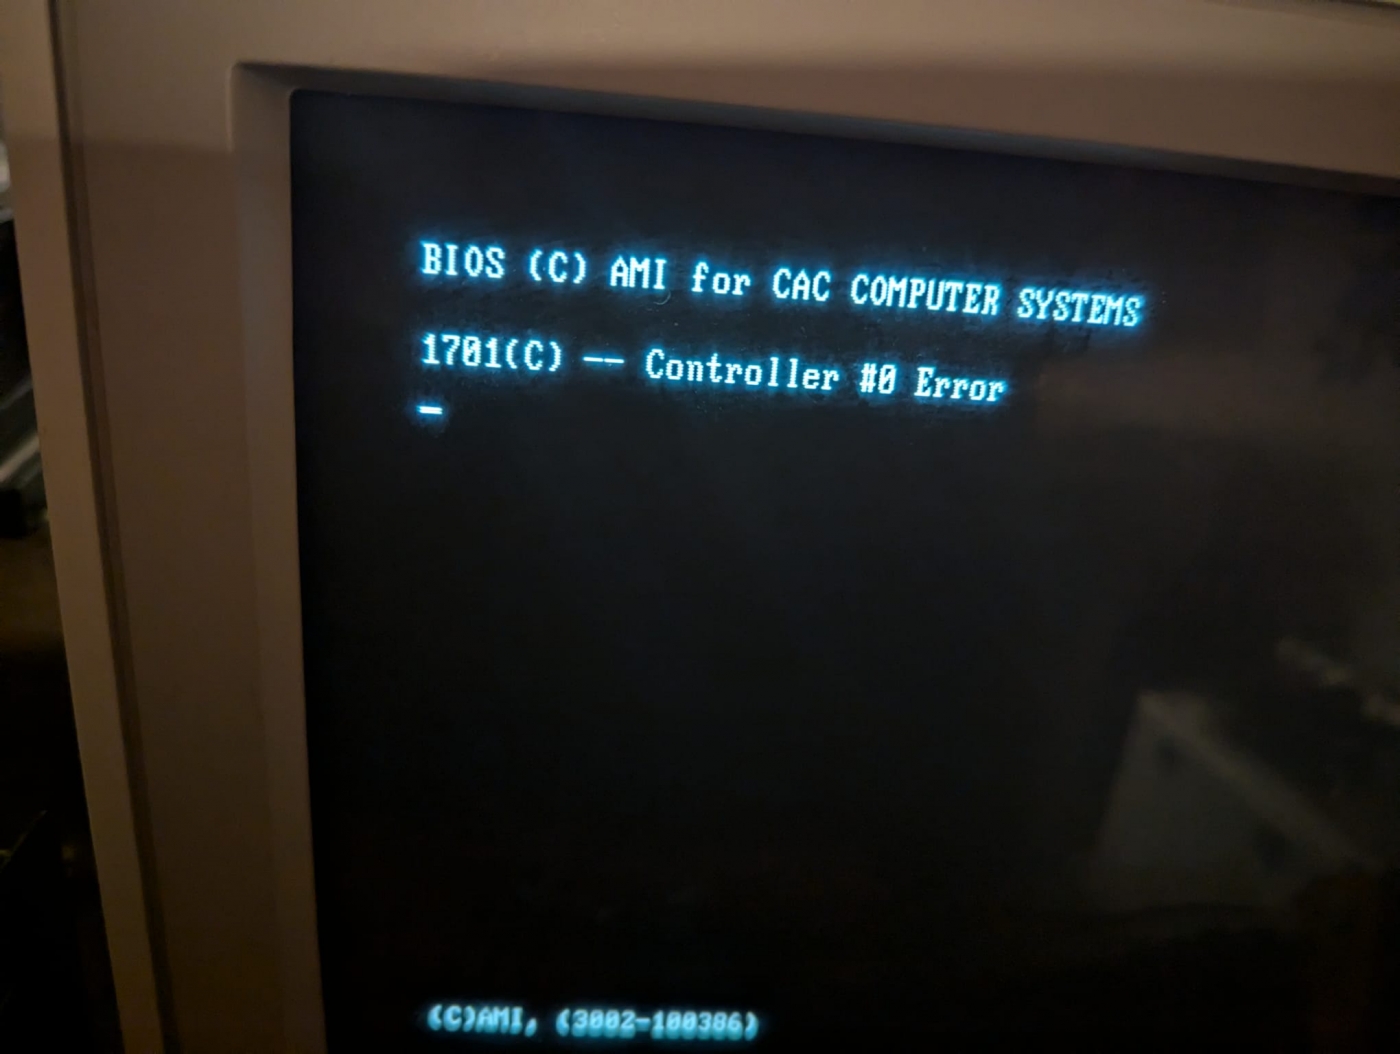 BIOS (C) AMI for CAC COMPUTER SYSTEMS
1701(C) -- Controller #0 Error
(C)AMI, (3002-100386)